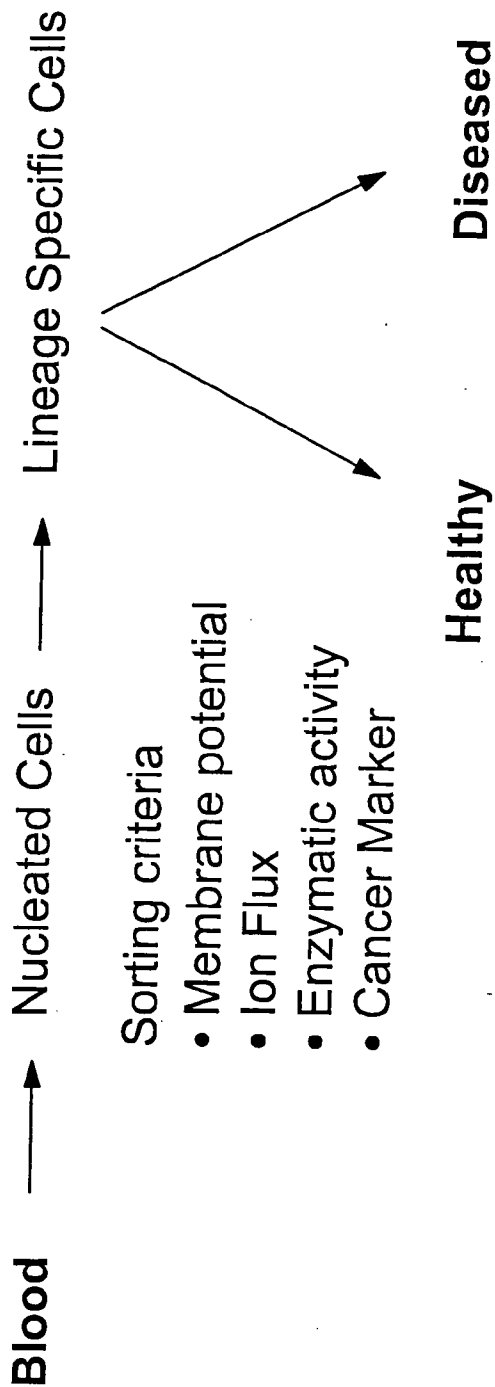 Blood
Nucleated Cells
Lineage Specific Cells
Sorting criteria
• Membrane potential
• Ion Flux
• Enzymatic activity
• Cancer Marker
Healthy
Diseased